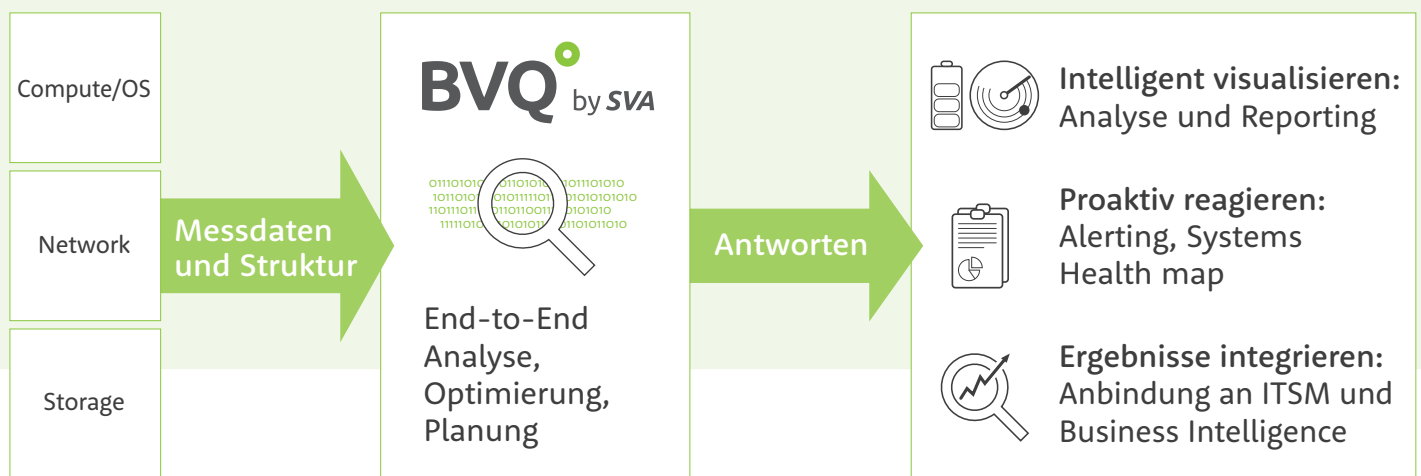 Compute/OS
Network
Storage
Messdaten
und Struktur
BVQ by SVA
011101010
End-to-End
Analyse,
Optimierung,
Planung
Antworten
Intelligent visualisieren:
Analyse und Reporting
Proaktiv reagieren:
Alerting, Systems
Health map
Ergebnisse integrieren:
Anbindung an ITSM und
Business Intelligence